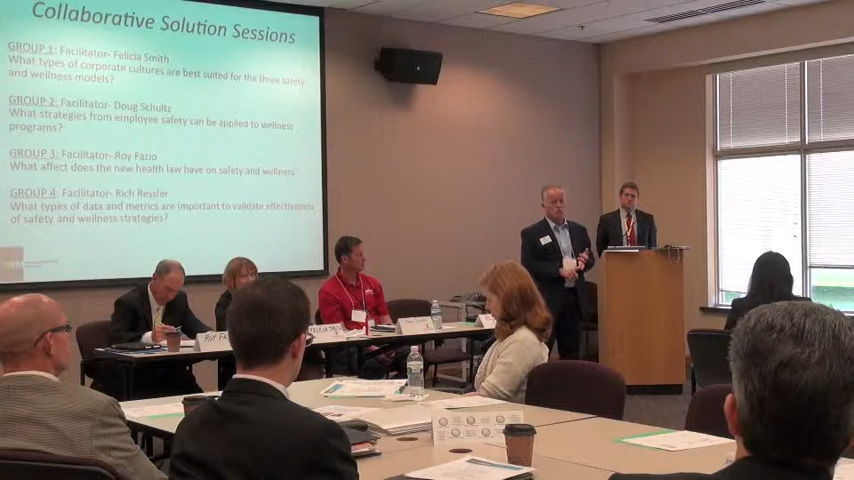 Collaborative Solution Sessions
GROUP 1: Facilitator- Felicia Smith
What types of corporate cultures are best suited for the three safety
and wellness models?
GROUP 2: Facilitator- Doug Schultz
What strategies from employee safety can be applied to wellness
programs?
GROUP 3: Facilitator- Roy Fazio
What affect does the new health law have on safety and wellness
GROUP 4: Facilitator- Rich Ressler
What types of data and metrics are important to validate effectiveness
of safety and wellness strategies?
ROY
FELICIA